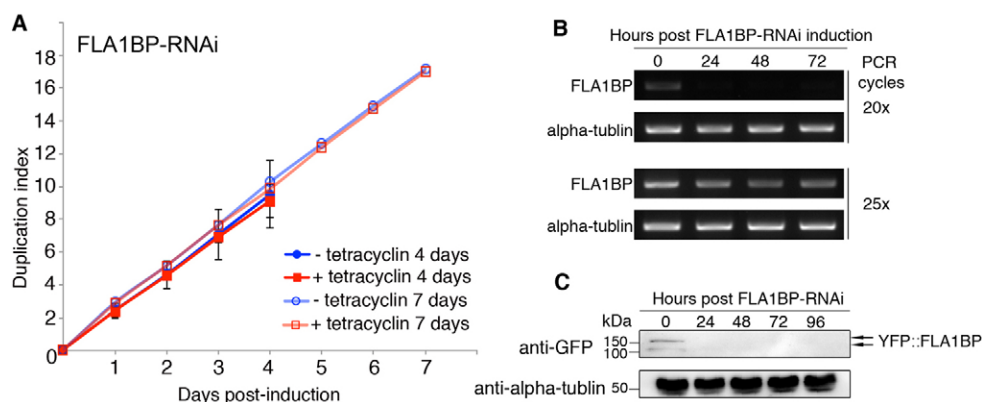 A
FLA1BP-RNAi
Duplication index
18
16
14
12
10
8
6
4
2
0
1 2 3 4 5 6 7
Days post-induction
- tetracyclin 4 days
+ tetracyclin 4 days
- tetracyclin 7 days
+ tetracyclin 7 days
B
Hours post FLA1BP-RNAi induction
0 24 48 72 PCR
cycles
FLA1BP
20x
alpha-tublin
FLA1BP
25x
alpha-tublin
C
Hours post FLA1BP-RNAi
kDa 0 24 48 72 96
anti-GFP 150 YFP::FLA1BP
100
anti-alpha-tublin 50